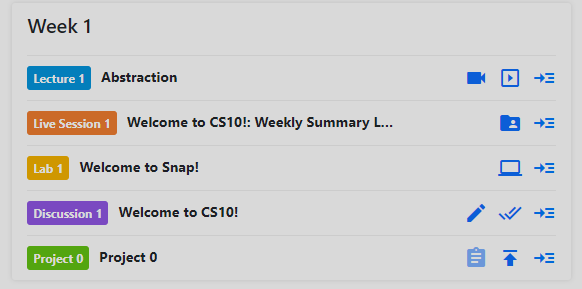 Week 1
Lecture 1 Abstraction
Live Session 1 Welcome to CS10!: Weekly Summary L...
Lab 1 Welcome to Snap!
Discussion 1 Welcome to CS10!
Project 0 Project 0